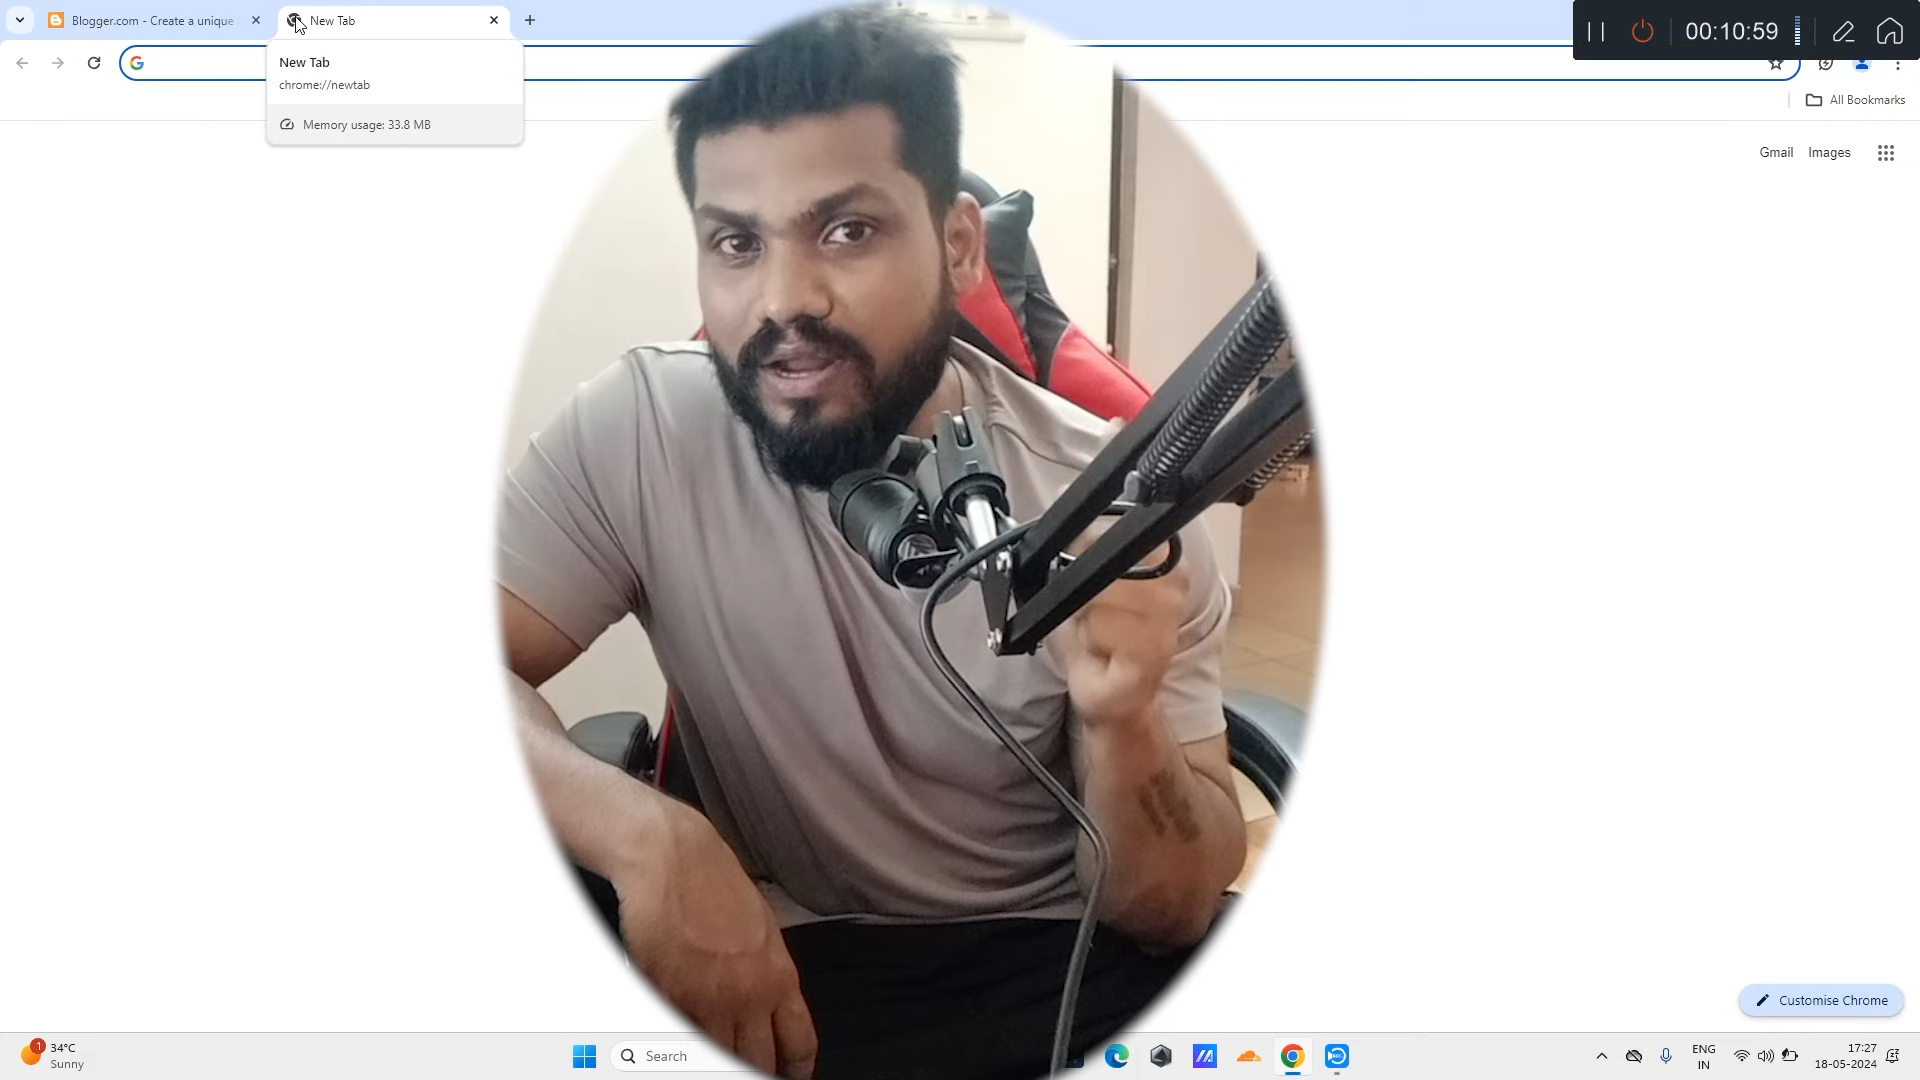 Blogger.com - Create a unique
New Tab
00:10:59
New Tab
chrome://newtab
Memory usage: 33.8 MB
All Bookmarks
Gmail
Images
Customise Chrome
1
34°C
Sunny
Search
ENG
IN
17:27
18-05-2024